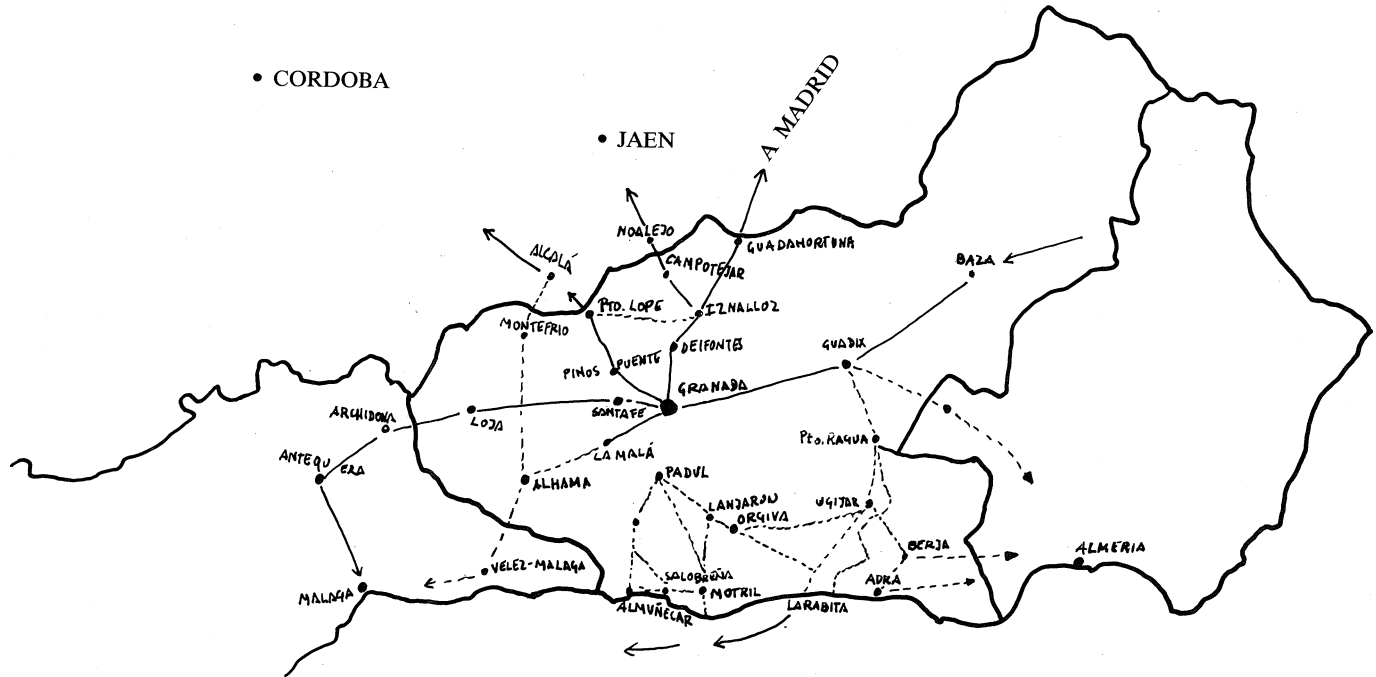 CORDOBA
JAEN
A MADRID
NOALEJO
GUADAHORTUNA
ALCALÁ
CAMPOTEJAR
BAZA
PTO. LOPE
IZNALLOZ
MONTEFRIO
DEIFONTES
GUADIX
PINOS PUENTE
GRANADA
SANTAFE
ARCHIDONA
LOJA
LA MALÁ
PTO. RAGUA
ANTEQUERA
PADUL
ALHAMA
LANJARON
ORGIVA
UGIJAR
BERJA
ALMERIA
VELEZ-MALAGA
SALOBREÑA
ADRA
MALAGA
MOTRIL
ALMUÑECAR
LARABITA